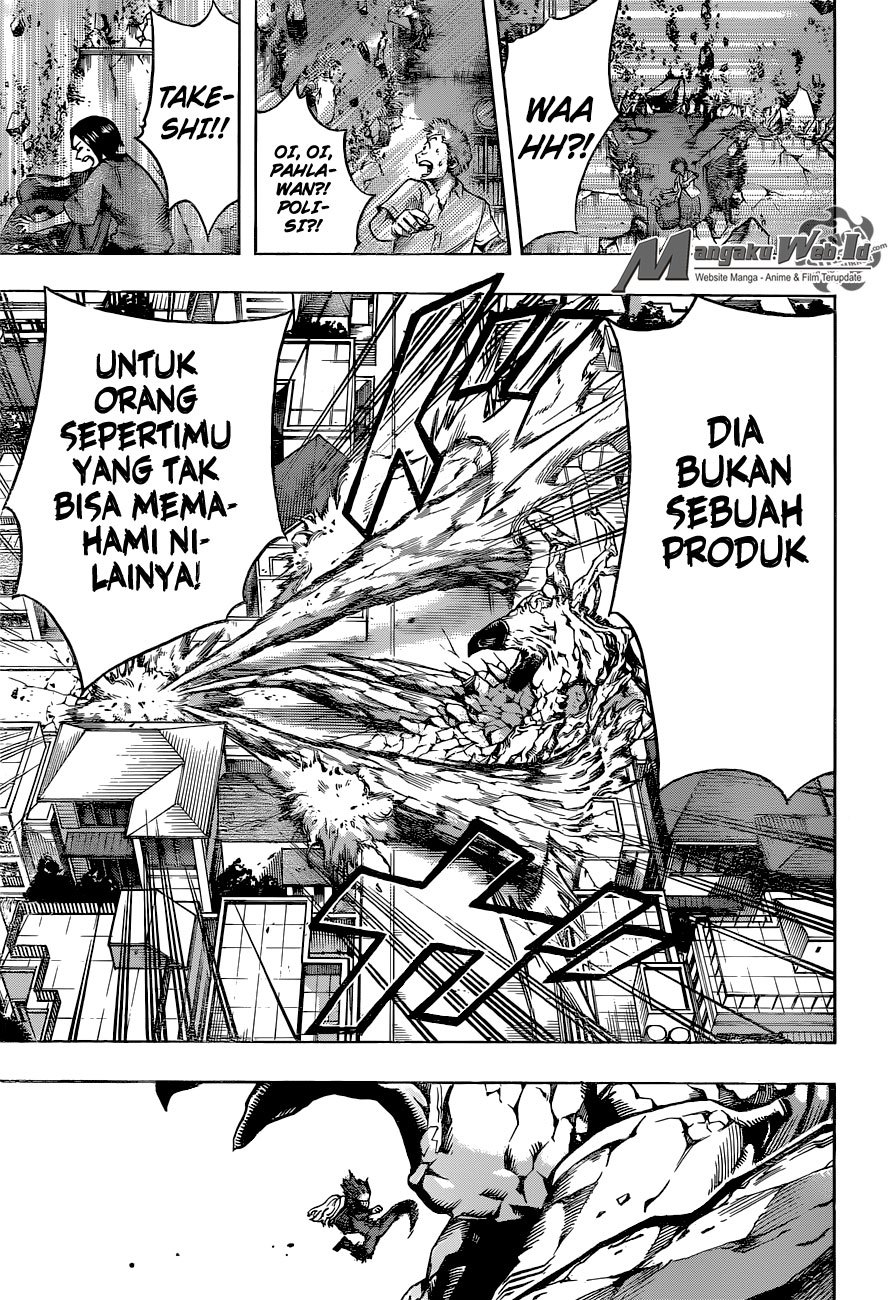 WAA
HH?!
OI, OI,
PAHLA-
WAN?!
POLI-
SI?!
TAKE-
SHI!!
Mangaku.Web.Id
.com
Website Manga - Anime & Film Terupdate
DIA
BUKAN
SEBUAH
PRODUK
UNTUK
ORANG
SEPERTIMU
YANG TAK
BISA MEMA-
HAMI NI-
LAINYA!